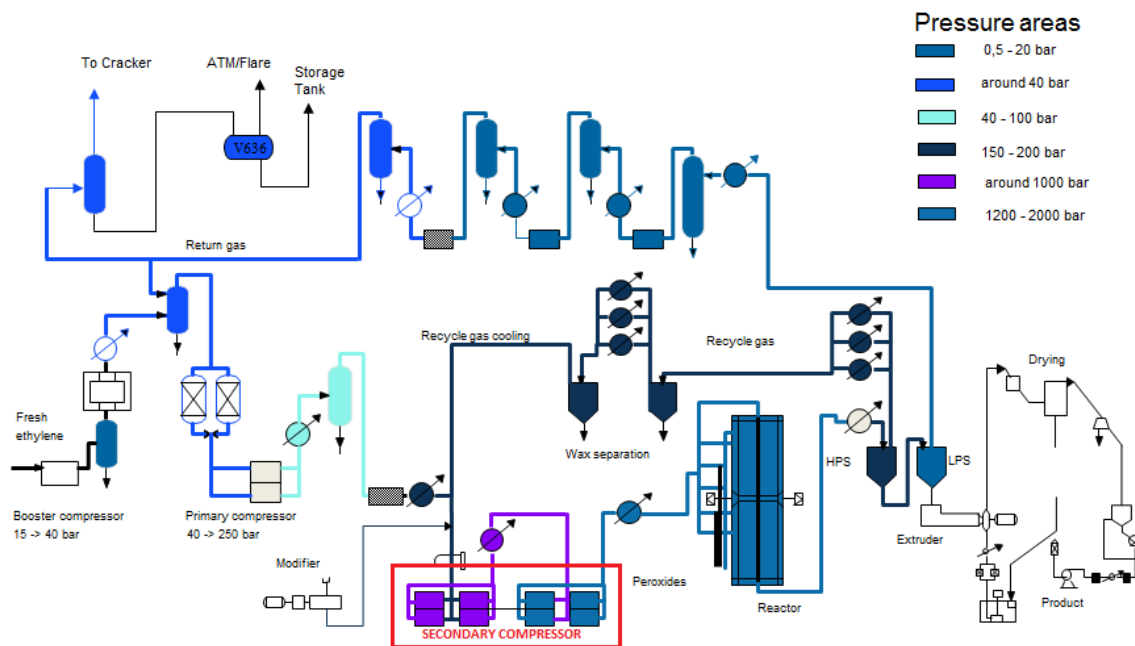 Pressure areas
0,5 - 20 bar
around 40 bar
40 - 100 bar
150 - 200 bar
around 1000 bar
1200 - 2000 bar
To Cracker
ATM/Flare
Storage
Tank
V636
Return gas
Recycle gas cooling
Recycle gas
Drying
Fresh
ethylene
Wax separation
HPS
LPS
Booster compressor
15 -> 40 bar
Primary compressor
40 -> 250 bar
Extruder
Modifier
Peroxides
Reactor
Product
SECONDARY COMPRESSOR